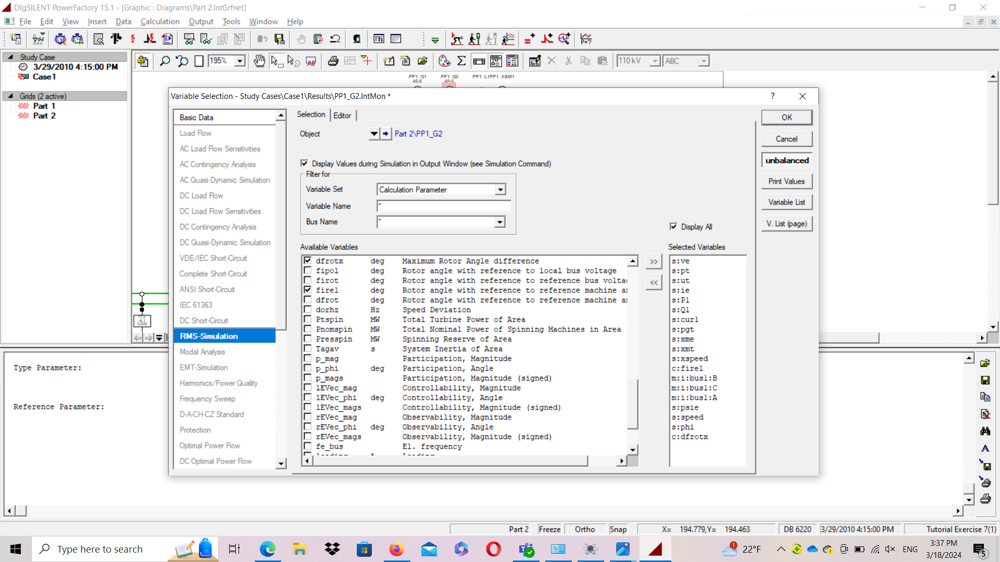 DIgSILENT PowerFactory 15.1 - [Graphic : Diagrams\Part 2.IntGrfnet]
File Edit View Insert Data Calculation Output Tools Window Help
Study Case
3/29/2010 4:15:00 PM
Case1
Grids (2 active)
Part 1
Part 2
195%
110 kV
ABC
PP1_G1 PP1_G2 PP1_L1PP1_ASM1
49,6 49,6
Variable Selection - Study Cases\Case1\Results\PP1_G2.IntMon *
?
Basic Data
Load Flow
AC Load Flow Sensitivities
AC Contingency Analysis
AC Quasi-Dynamic Simulation
DC Load Flow
DC Load Flow Sensitivities
DC Contingency Analysis
DC Quasi-Dynamic Simulation
VDE/IEC Short-Circuit
Complete Short-Circuit
ANSI Short-Circuit
IEC 61363
DC Short-Circuit
RMS-Simulation
Modal Analysis
EMT-Simulation
Harmonics/Power Quality
Frequency Sweep
D-A-CH-CZ Standard
Protection
Optimal Power Flow
DC Optimal Power Flow
Selection Editor
Object Part 2\PP1_G2
Display Values during Simulation in Output Window (see Simulation Command)
Filter for
Variable Set Calculation Parameter
Variable Name *
Bus Name *
Display All
Available Variables
dfrotx deg Maximum Rotor Angle difference
fipol deg Rotor angle with reference to local bus voltage
firot deg Rotor angle with reference to reference bus volta
firel deg Rotor angle with reference to reference machine a
dfrot deg Rotor angle with reference to reference machine a
dorhz Hz Speed Deviation
Ptspin MW Total Turbine Power of Area
Pnomspin MW Total Nominal Power of Spinning Machines in Area
Presspin MW Spinning Reserve of Area
Tagav s System Inertia of Area
p_mag Participation, Magnitude
p_phi deg Participation, Angle
p_mags Participation, Magnitude (signed)
lEVec_mag Controllability, Magnitude
lEVec_phi deg Controllability, Angle
lEVec_mags Controllability, Magnitude (signed)
rEVec_mag Observability, Magnitude
rEVec_phi deg Observability, Angle
rEVec_mags Observability, Magnitude (signed)
fe_bus El. frequency
>>
<<
Selected Variables
s:ve
s:pt
s:ut
s:ie
s:P1
s:Q1
s:cur1
s:pgt
s:xme
s:xmt
s:xspeed
c:firel
m:i:bus1:B
m:i:bus1:C
m:i:bus1:A
s:psie
s:speed
s:phi
c:dfrotx
OK
Cancel
unbalanced
Print Values
Variable List
V. List (page)
Type Parameter:
Reference Parameter:
Part 2 Freeze Ortho Snap X= 194.779,Y= 194.463 DB 6220 3/29/2010 4:15:00 PM Tutorial Exercise 7(1)
Type here to search
1
22°F
ENG
3:37 PM
3/18/2024
5